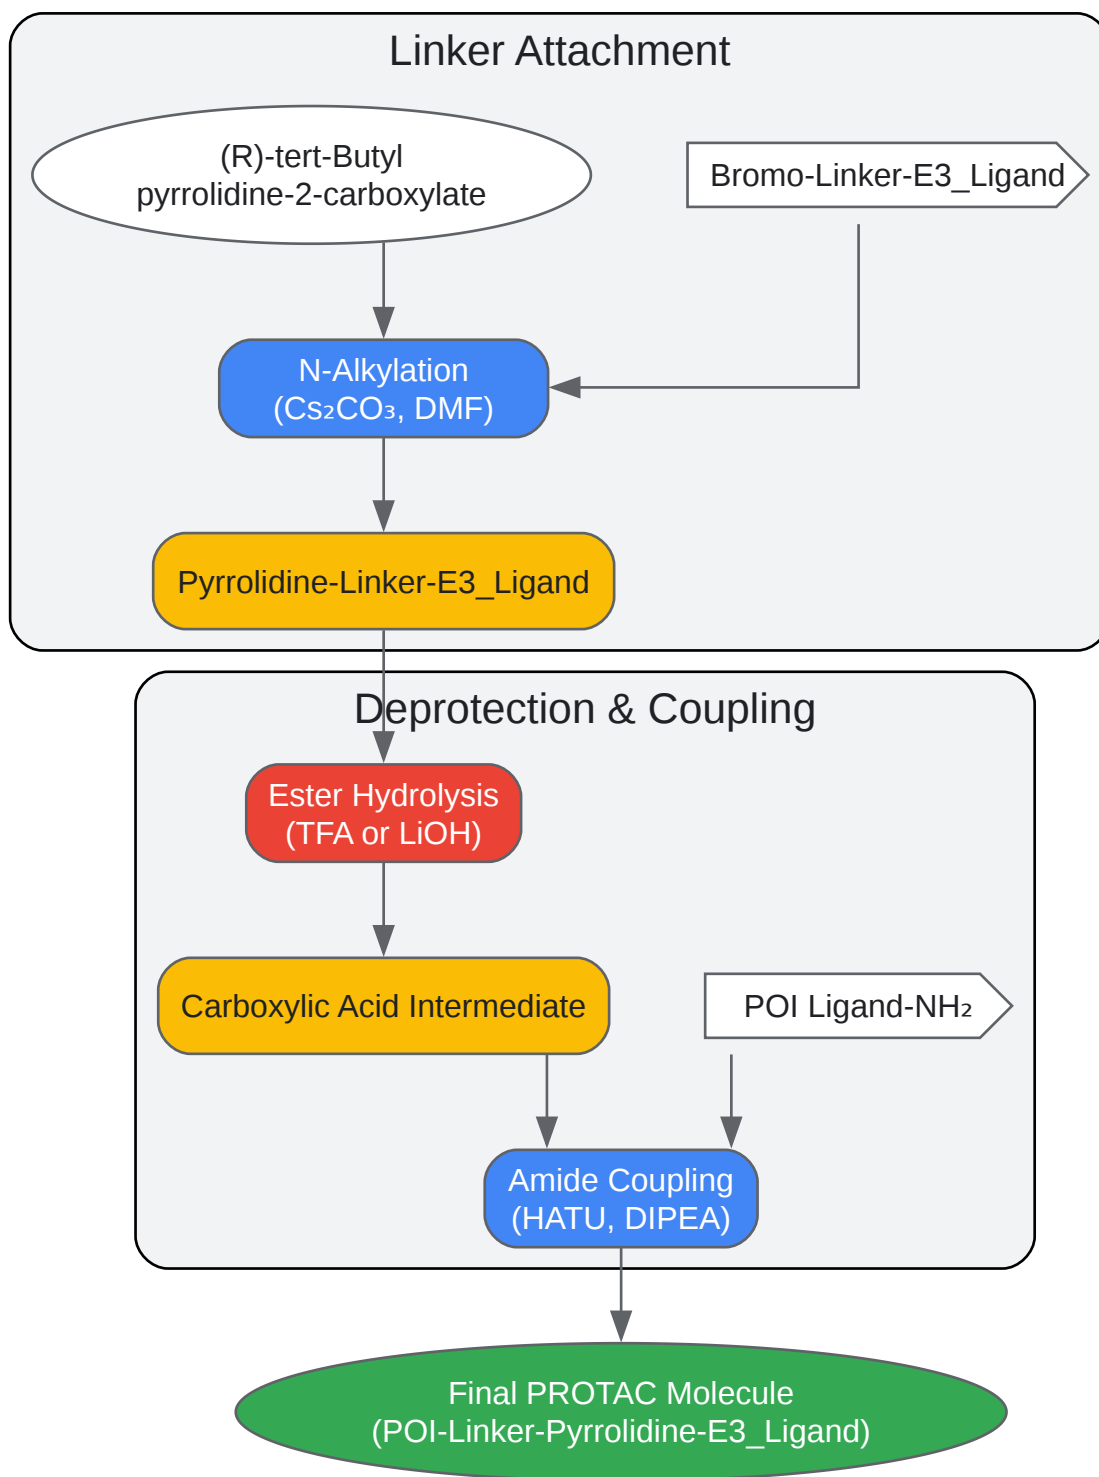 Linker Attachment
(R)-tert-Butyl
pyrrolidine-2-carboxylate
Bromo-Linker-E3_Ligand
N-Alkylation
(Cs₂CO₃, DMF)
Pyrrolidine-Linker-E3_Ligand
Deprotection & Coupling
Ester Hydrolysis
(TFA or LiOH)
Carboxylic Acid Intermediate
POI Ligand-NH₂
Amide Coupling
(HATU, DIPEA)
Final PROTAC Molecule
(POI-Linker-Pyrrolidine-E3_Ligand)